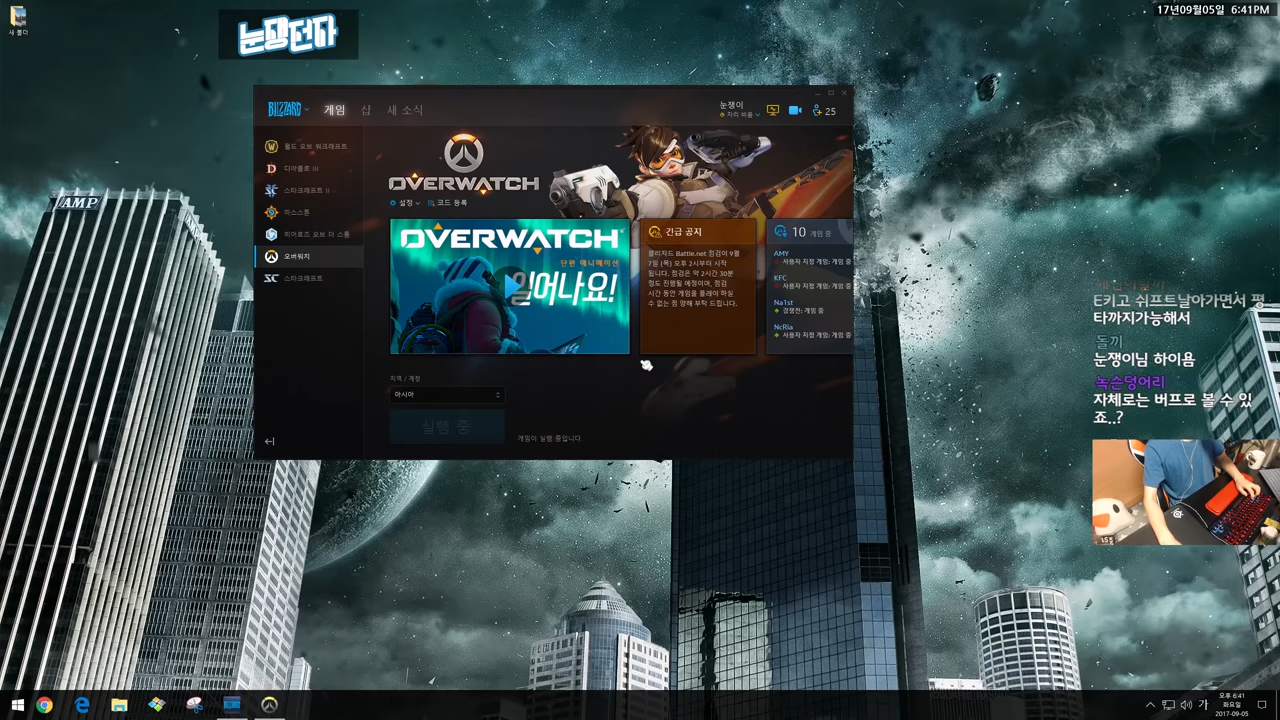 새 폴더
눈쟁전자
17년09월05일 6:41PM
BLIZZARD
게임
샵
새 소식
눈쟁이
자리 비움
25
월드 오브 워크래프트
디아블로 III
스타크래프트 II
하스스톤
히어로즈 오브 더 스톰
오버워치
스타크래프트
OVERWATCH
설정
코드 등록
OVERWATCH
단편 애니메이션
일어나요!
긴급 공지
블리자드 Battle.net 점검이 9월
7일 (목) 오후 2시부터 시작
됩니다. 점검은 약 2시간 30분
정도 진행될 예정이며, 점검
시간 동안 게임을 플레이 하실
수 없는 점 양해 부탁 드립니다.
10 게임 중
AMY
사용자 지정 게임: 게임 중
KFC
사용자 지정 게임: 게임 중
Na1st
경쟁전: 게임 중
NcRia
사용자 지정 게임: 게임 중
지역 / 계정
아시아
실행 중
게임이 실행 중입니다.
AMP
E키고 쉬프트날아가면서 평
타까지가능해서
돌끼
눈쟁이님 하이욤
녹순덩어리
자체로는 버프로 볼 수 있
죠..?
가
오후 6:41
화요일
2017-09-05